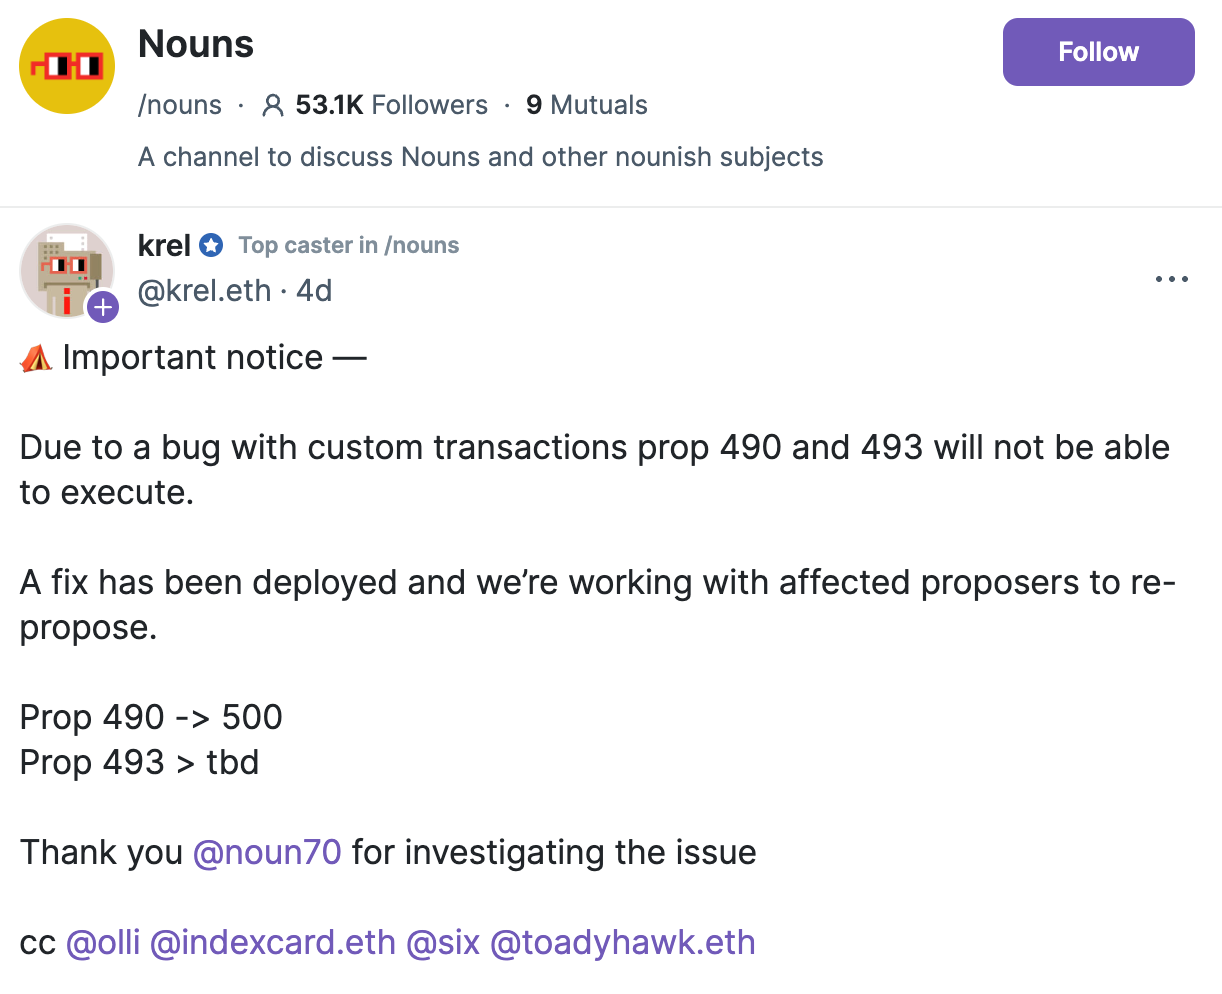 Nouns
Follow
/nouns · 53.1K Followers · 9 Mutuals
A channel to discuss Nouns and other nounish subjects
krel Top caster in /nouns
@krel.eth · 4d
Important notice —
Due to a bug with custom transactions prop 490 and 493 will not be able
to execute.
A fix has been deployed and we’re working with affected proposers to re-
propose.
Prop 490 -> 500
Prop 493 > tbd
Thank you @noun70 for investigating the issue
cc @olli @indexcard.eth @six @toadyhawk.eth